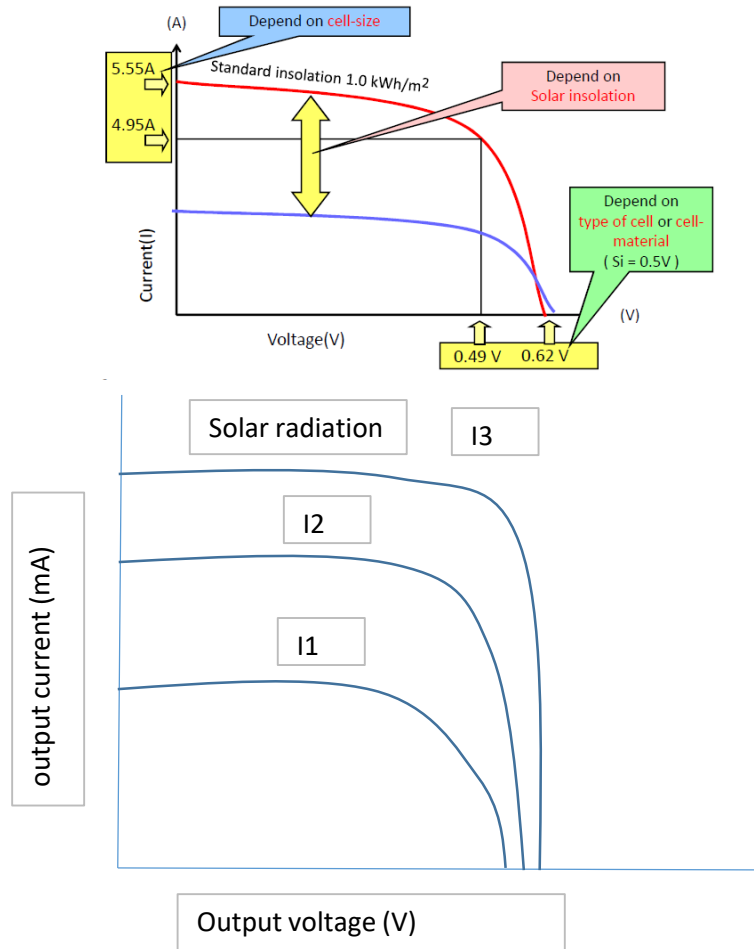 (A)
Depend on cell-size
5.55A
Standard insolation 1.0 kWh/m²
Depend on
Solar insolation
4.95A
Depend on
type of cell or cell-
material
( Si = 0.5V )
Current(I)
(V)
Voltage(V)
0.49 V
0.62 V
Solar radiation
I3
I2
I1
output current (mA)
Output voltage (V)